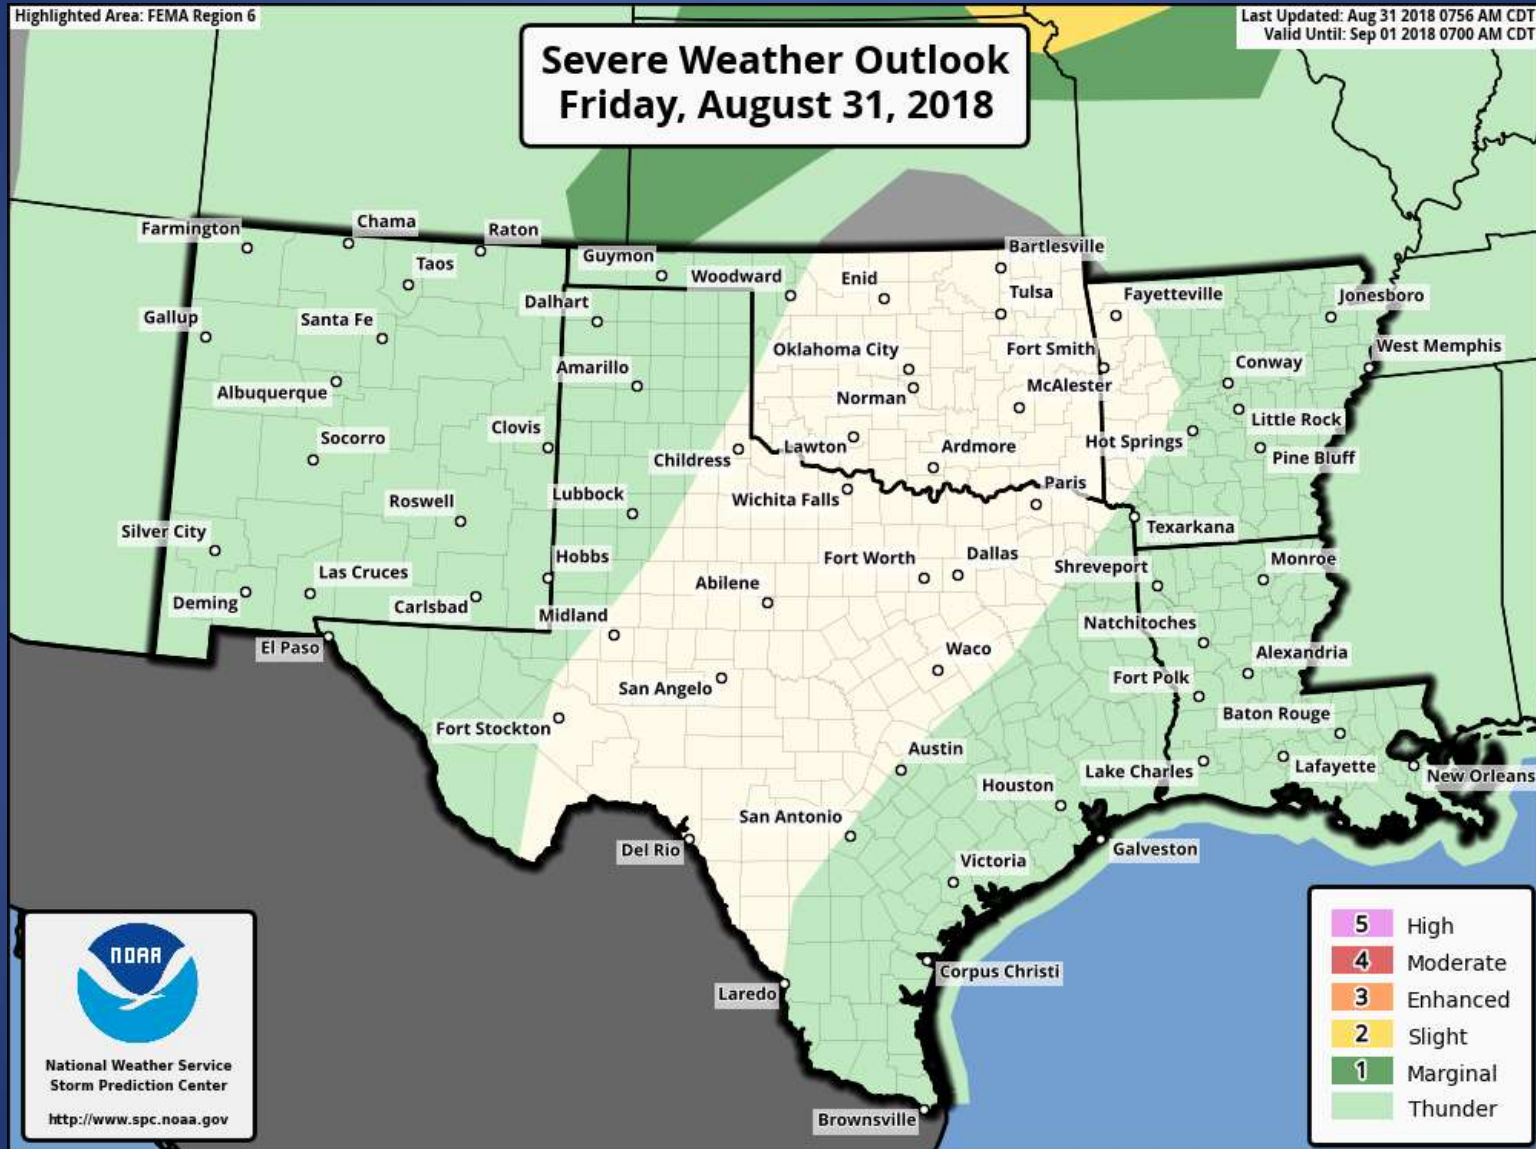 Highlighted Area: FEMA Region 6
Last Updated: Aug 31 2018 0756 AM CDT
Valid Until: Sep 01 2018 0700 AM CDT
Severe Weather Outlook
Friday, August 31, 2018
Farmington
Chama
Raton
Taos
Guymon
Woodward
Enid
Bartlesville
Tulsa
Fayetteville
Jonesboro
Gallup
Santa Fe
Dalhart
Oklahoma City
Fort Smith
West Memphis
Conway
Albuquerque
Amarillo
Norman
McAlester
Little Rock
Socorro
Clovis
Childress
Lawton
Ardmore
Hot Springs
Pine Bluff
Roswell
Lubbock
Wichita Falls
Paris
Texarkana
Silver City
Las Cruces
Hobbs
Fort Worth
Dallas
Shreveport
Monroe
Deming
Carlsbad
Midland
Abilene
Natchitoches
El Paso
San Angelo
Waco
Alexandria
Fort Polk
Fort Stockton
Austin
Baton Rouge
Houston
Lake Charles
Lafayette
New Orleans
San Antonio
Del Rio
Victoria
Galveston
Corpus Christi
Laredo
Brownsville
NOAA
National Weather Service
Storm Prediction Center
http://www.spc.noaa.gov
5 High
4 Moderate
3 Enhanced
2 Slight
1 Marginal
Thunder